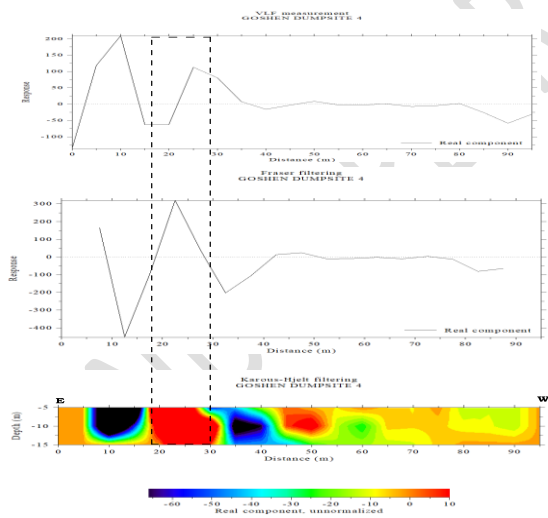 VLF measurement
GOSHEN DUMPSITE 4
200
150
100
50
0
-50
-100
Response
Real component
0 10 20 30 40 50 60 70 80 90
Distance (m)
Fraser filtering
GOSHEN DUMPSITE 4
300
200
100
0
-100
-200
-300
-400
Response
Real component
0 10 20 30 40 50 60 70 80 90
Distance (m)
Karous-Hjelt filtering
GOSHEN DUMPSITE 4
E W
-5
-10
-15
Depth (m)
0 10 20 30 40 50 60 70 80 90
Distance (m)
-60 -50 -40 -30 -20 -10 0 10
Real component, unnormalized